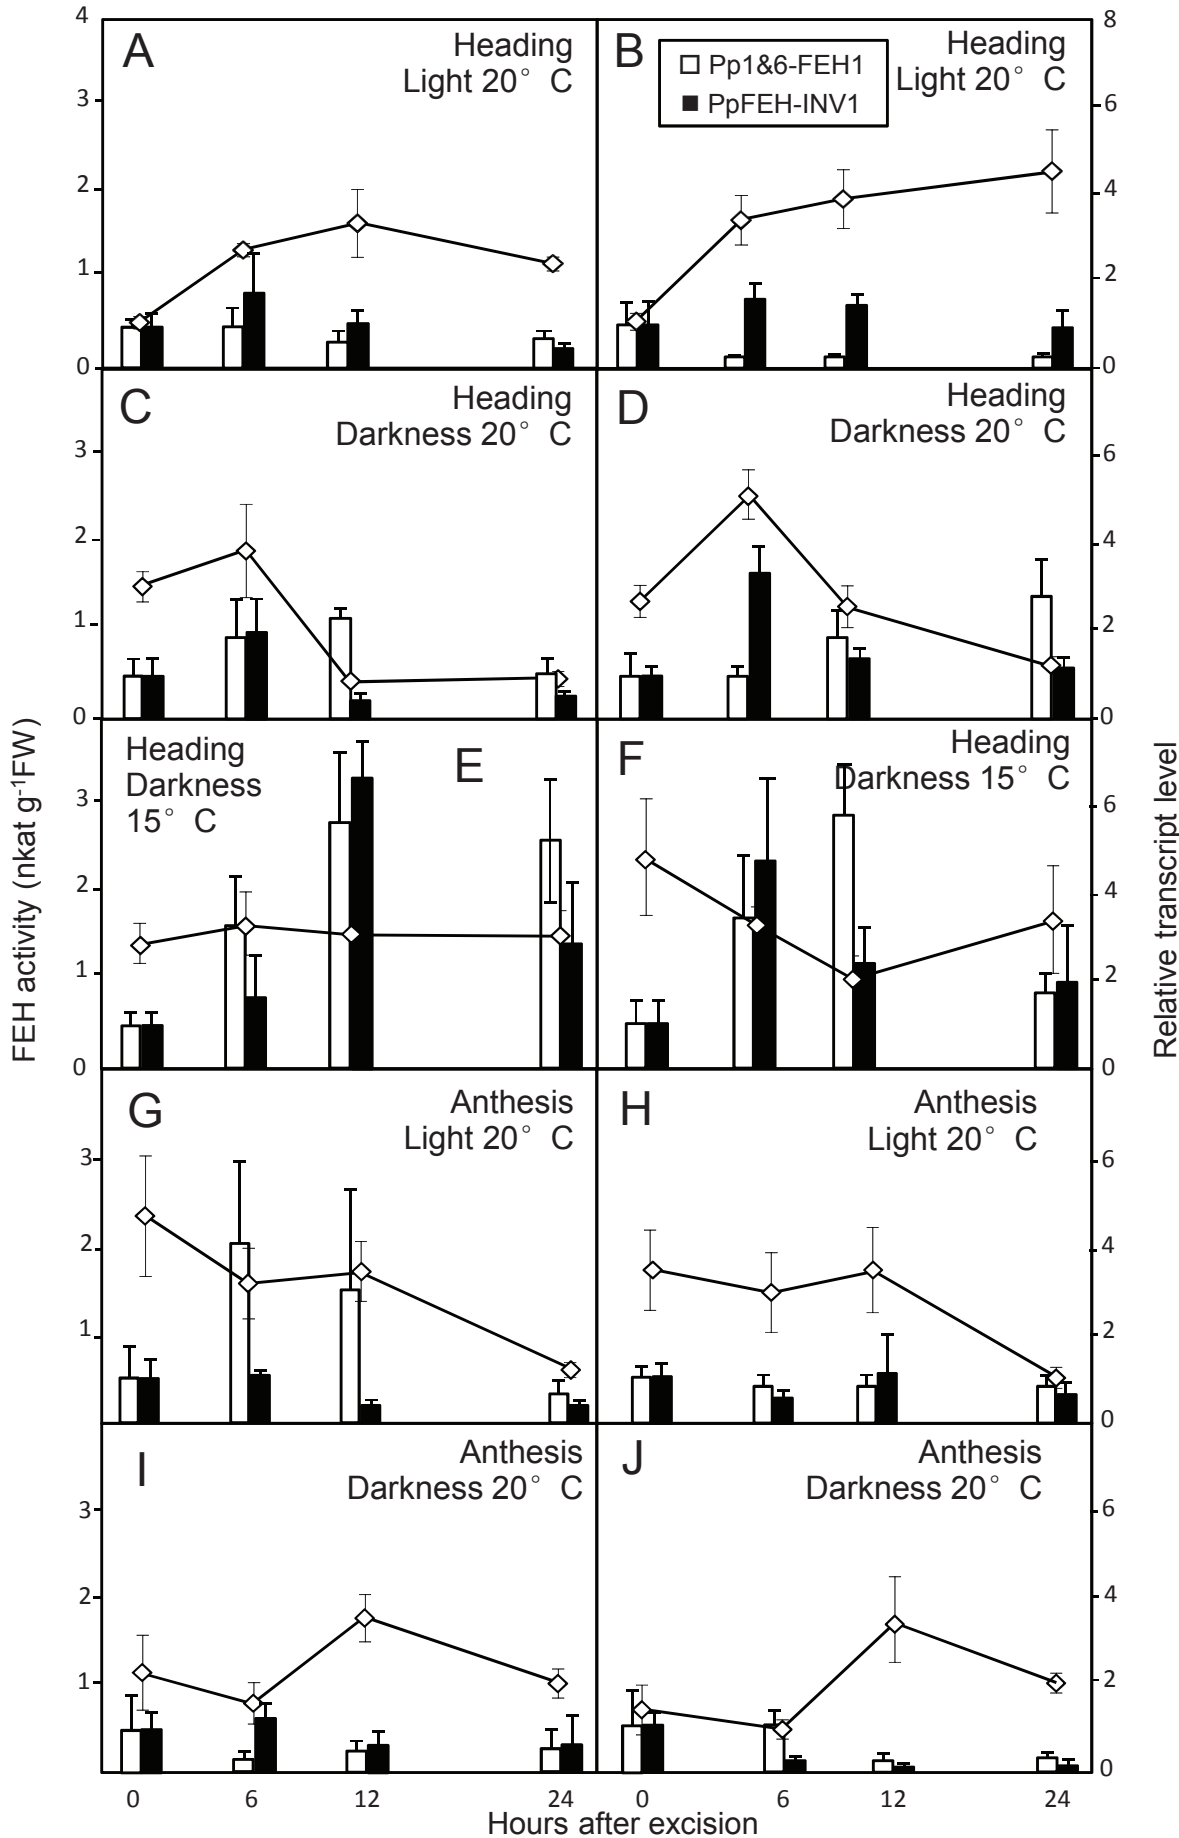 4
8
A
Heading
Light 20° C
B
Pp1&6-FEH1
PpFEH-INV1
Heading
Light 20° C
3
2
1
0
6
4
2
0
C
Heading
Darkness 20° C
D
Heading
Darkness 20° C
3
2
1
0
6
4
2
0
Heading
Darkness
15° C
E
F
Heading
Darkness 15° C
3
2
1
0
6
4
2
0
FEH activity (nkat g-1FW)
Relative transcript level
G
Anthesis
Light 20° C
H
Anthesis
Light 20° C
3
2
1
6
4
2
0
I
Anthesis
Darkness 20° C
J
Anthesis
Darkness 20° C
3
2
1
6
4
2
0
0 6 12 24 0 6 12 24
Hours after excision